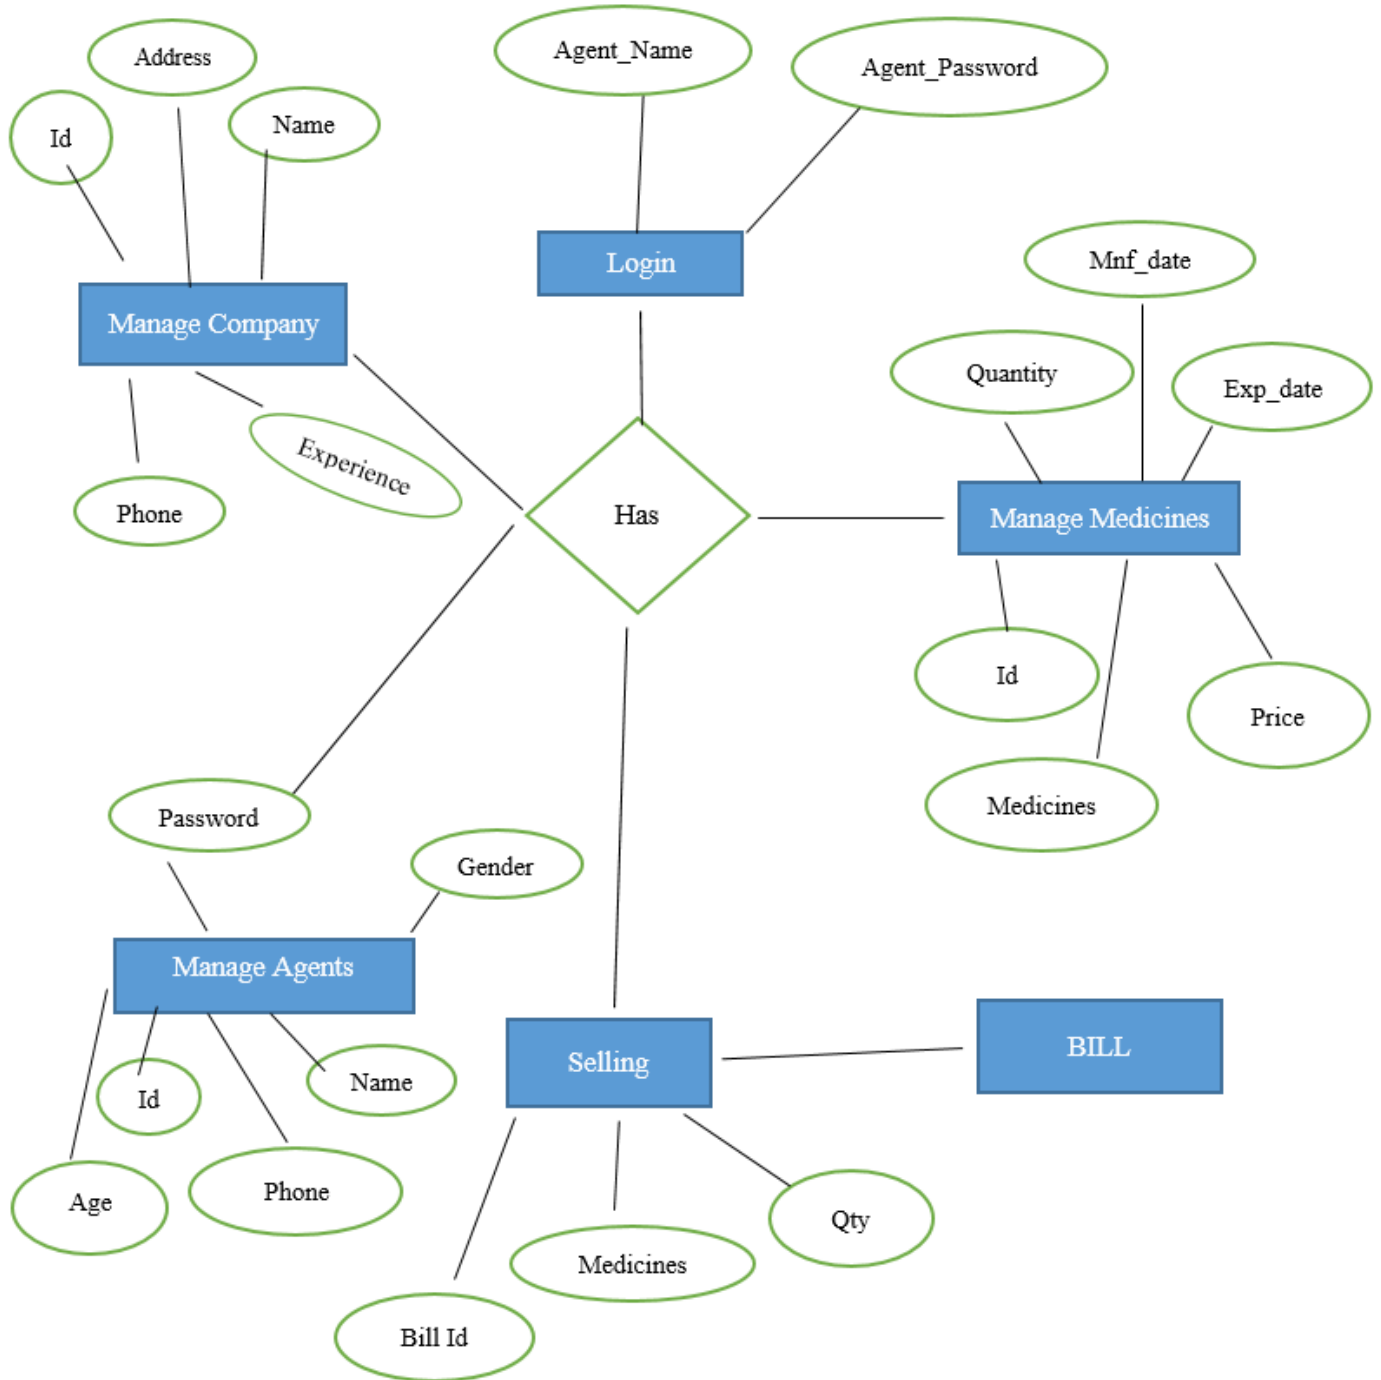 Address
Agent_Name
Agent_Password
Id
Name
Login
Mnf_date
Manage Company
Quantity
Exp_date
Experience
Phone
Has
Manage Medicines
Id
Price
Medicines
Password
Gender
Manage Agents
Selling
BILL
Id
Name
Age
Phone
Qty
Medicines
Bill Id